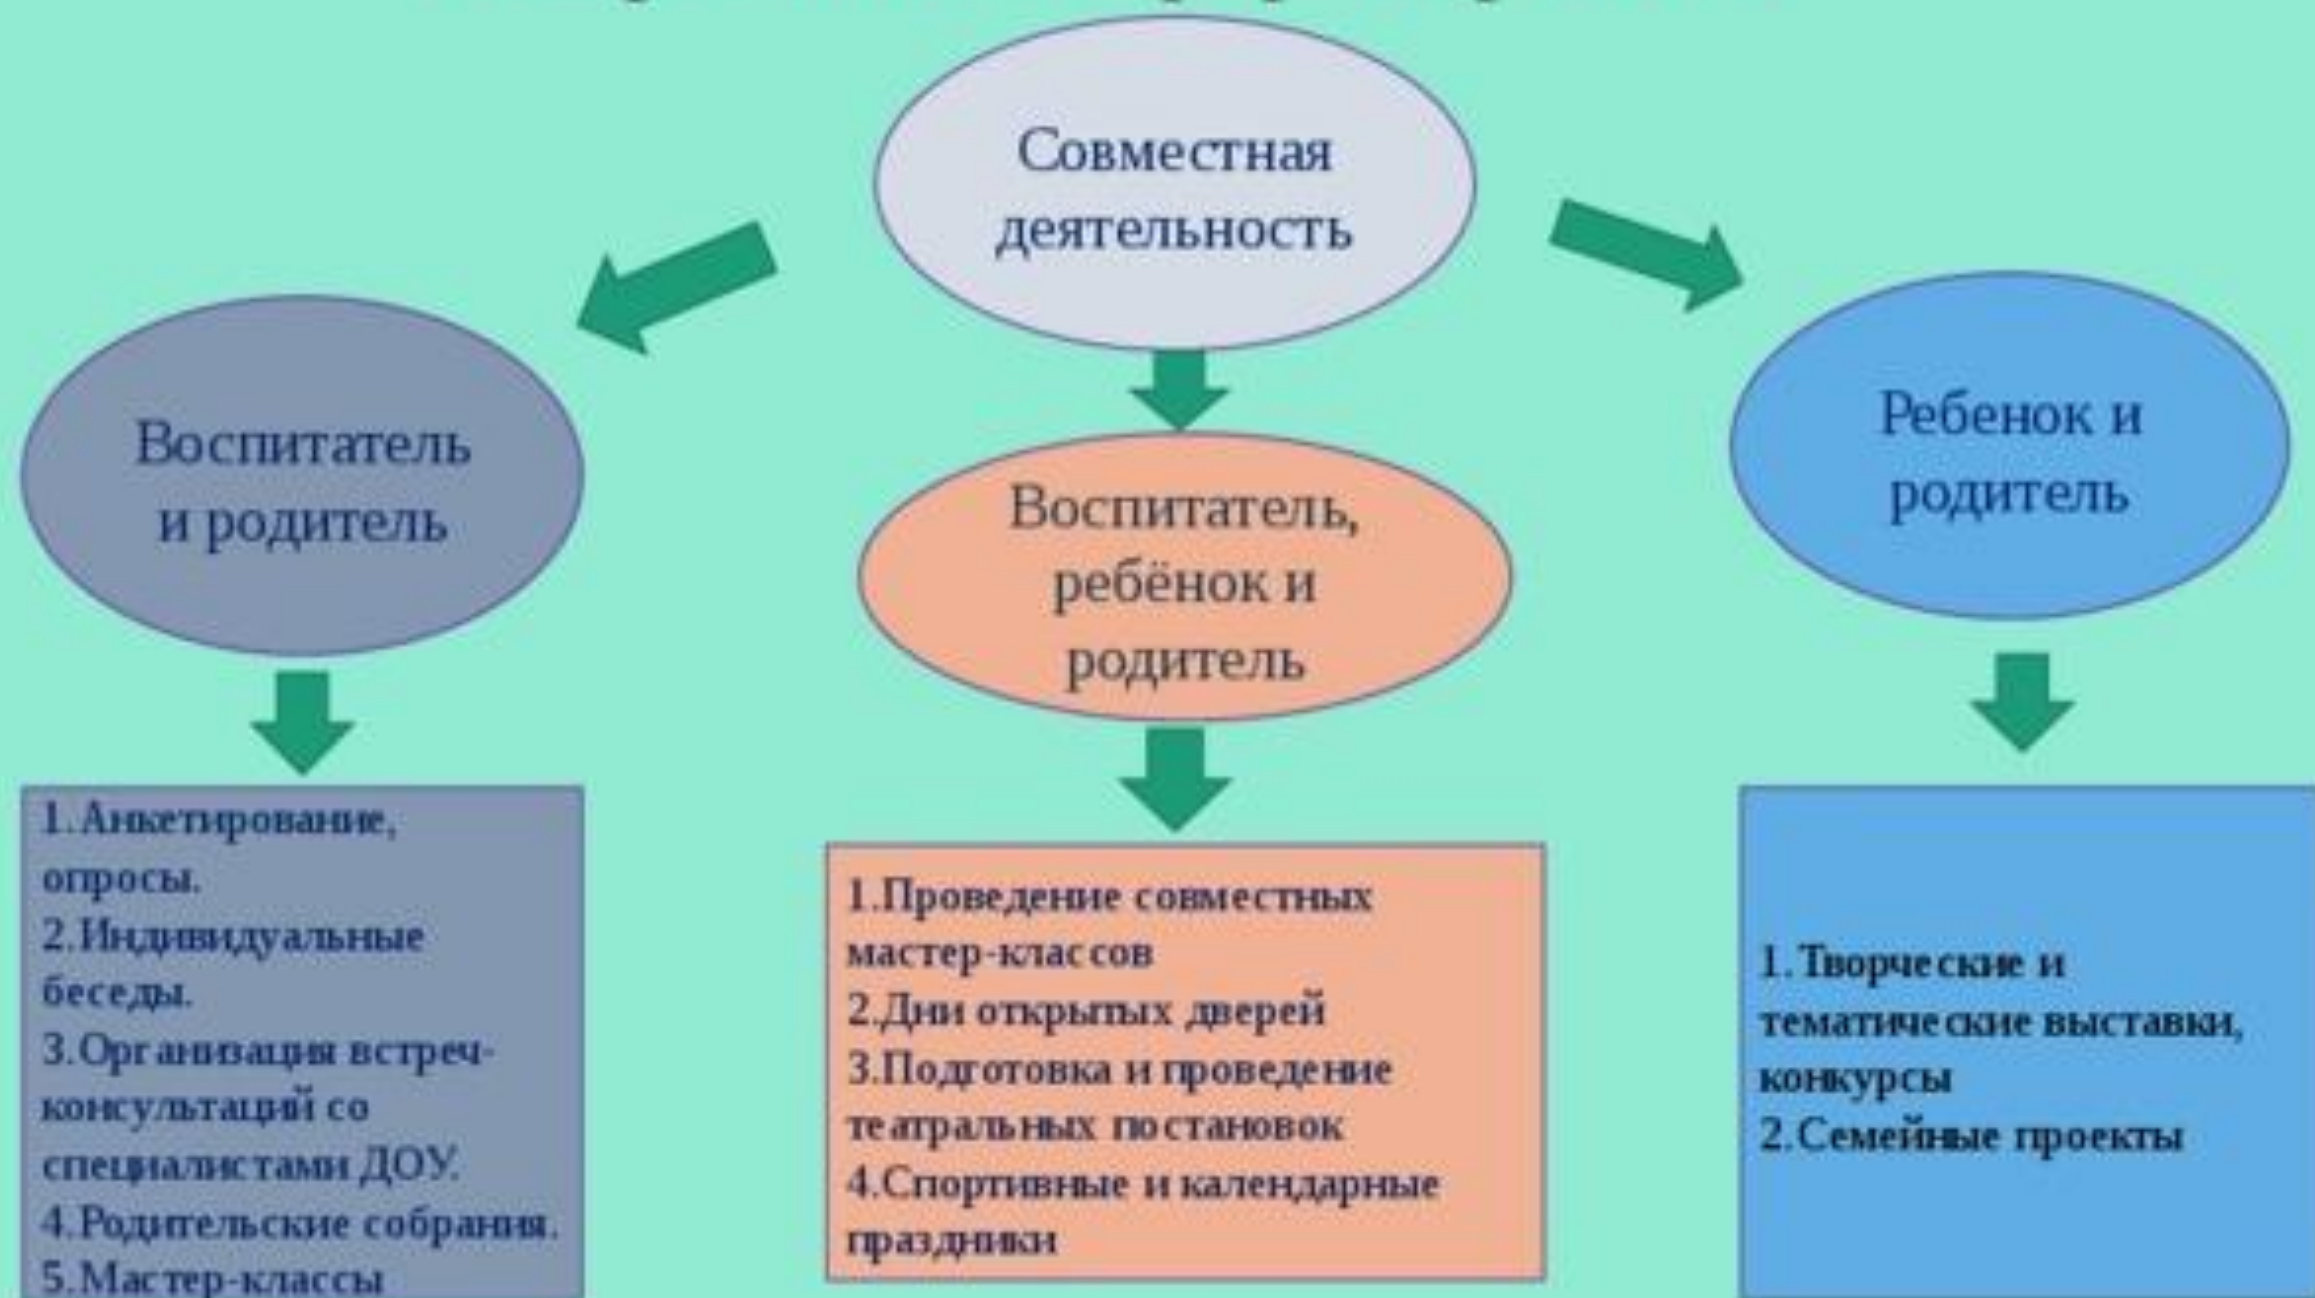 Совместная
деятельность
Воспитатель
и родитель
Воспитатель,
ребёнок и
родитель
Ребенок и
родитель
1.Анкетирование,
опросы.
2.Индивидуальные
беседы.
3.Организация встреч-
консультаций со
специалистами ДОУ.
4.Родительские собрания.
5.Мастер-классы
1.Проведение совместных
мастер-классов
2.Дни открытых дверей
3.Подготовка и проведение
театральных постановок
4.Спортивные и календарные
праздники
1.Творческие и
тематические выставки,
конкурсы
2.Семейные проекты